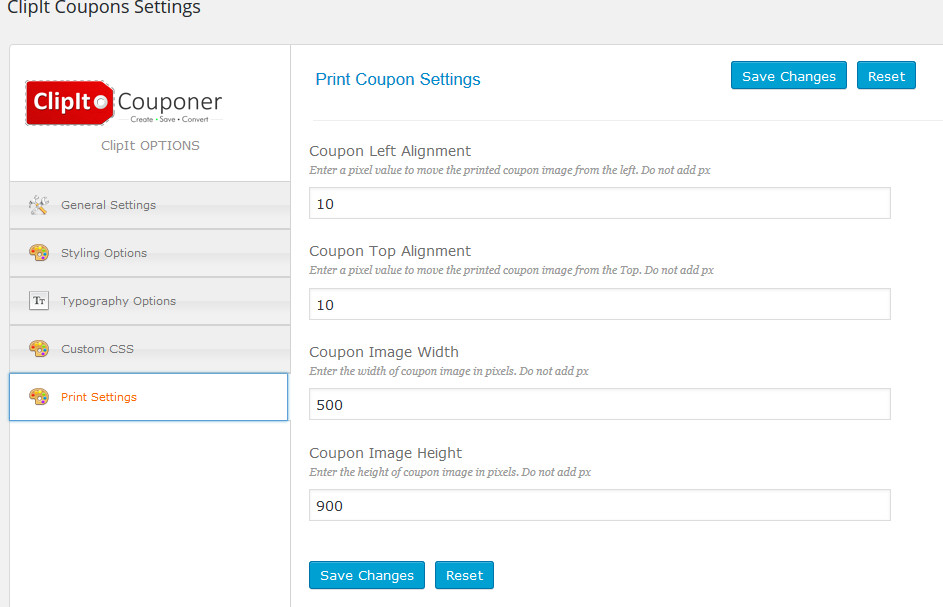 ClipIt Coupons Settings
ClipIt Couponer
Create • Save • Convert
ClipIt OPTIONS
General Settings
Styling Options
Tt Typography Options
Custom CSS
Print Settings
Print Coupon Settings
Save Changes Reset
Coupon Left Alignment
Enter a pixel value to move the printed coupon image from the left. Do not add px
10
Coupon Top Alignment
Enter a pixel value to move the printed coupon image from the Top. Do not add px
10
Coupon Image Width
Enter the width of coupon image in pixels. Do not add px
500
Coupon Image Height
Enter the height of coupon image in pixels. Do not add px
900
Save Changes Reset